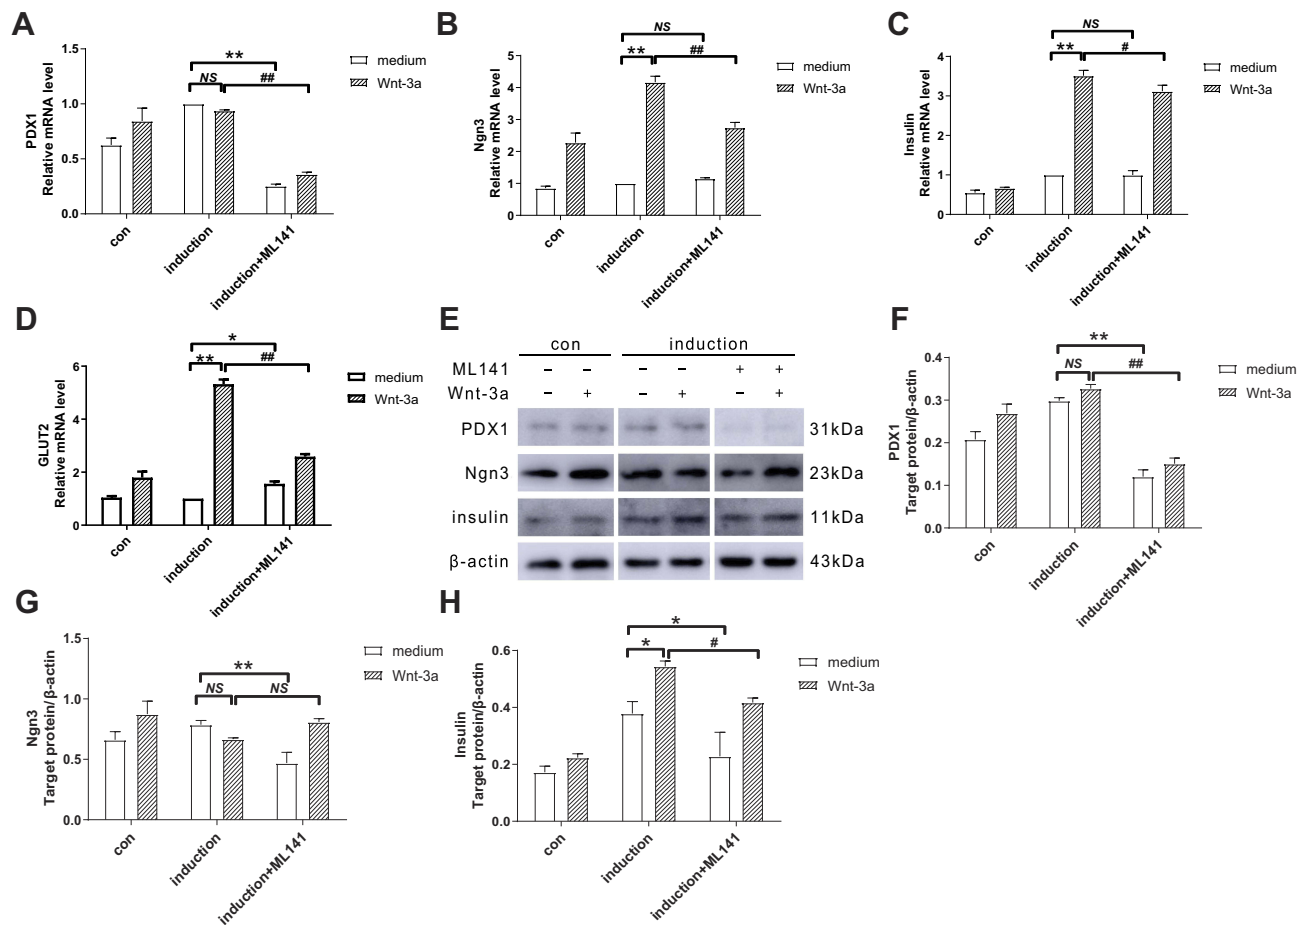 A
PDX1
Relative mRNA level
1.5
1.0
0.5
0.0
**
NS
##
con
induction
induction+ML141
medium
Wnt-3a
B
Ngn3
Relative mRNA level
5
4
3
2
1
0
NS
**
##
con
induction
induction+ML141
medium
Wnt-3a
C
Insulin
Relative mRNA level
4
3
2
1
0
NS
**
#
con
induction
induction+ML141
medium
Wnt-3a
D
GLUT2
Relative mRNA level
6
4
2
0
*
**
##
con
induction
induction+ML141
medium
Wnt-3a
E
con induction
ML141 − − − − + +
Wnt-3a − + − + − +
PDX1 31kDa
Ngn3 23kDa
insulin 11kDa
β-actin 43kDa
F
PDX1
Target protein/β-actin
0.4
0.3
0.2
0.1
0.0
**
NS
##
con
induction
induction+ML141
medium
Wnt-3a
G
Ngn3
Target protein/β-actin
1.5
1.0
0.5
0.0
**
NS
NS
con
induction
induction+ML141
medium
Wnt-3a
H
Insulin
Target protein/β-actin
0.6
0.4
0.2
0.0
*
*
#
con
induction
induction+ML141
medium
Wnt-3a